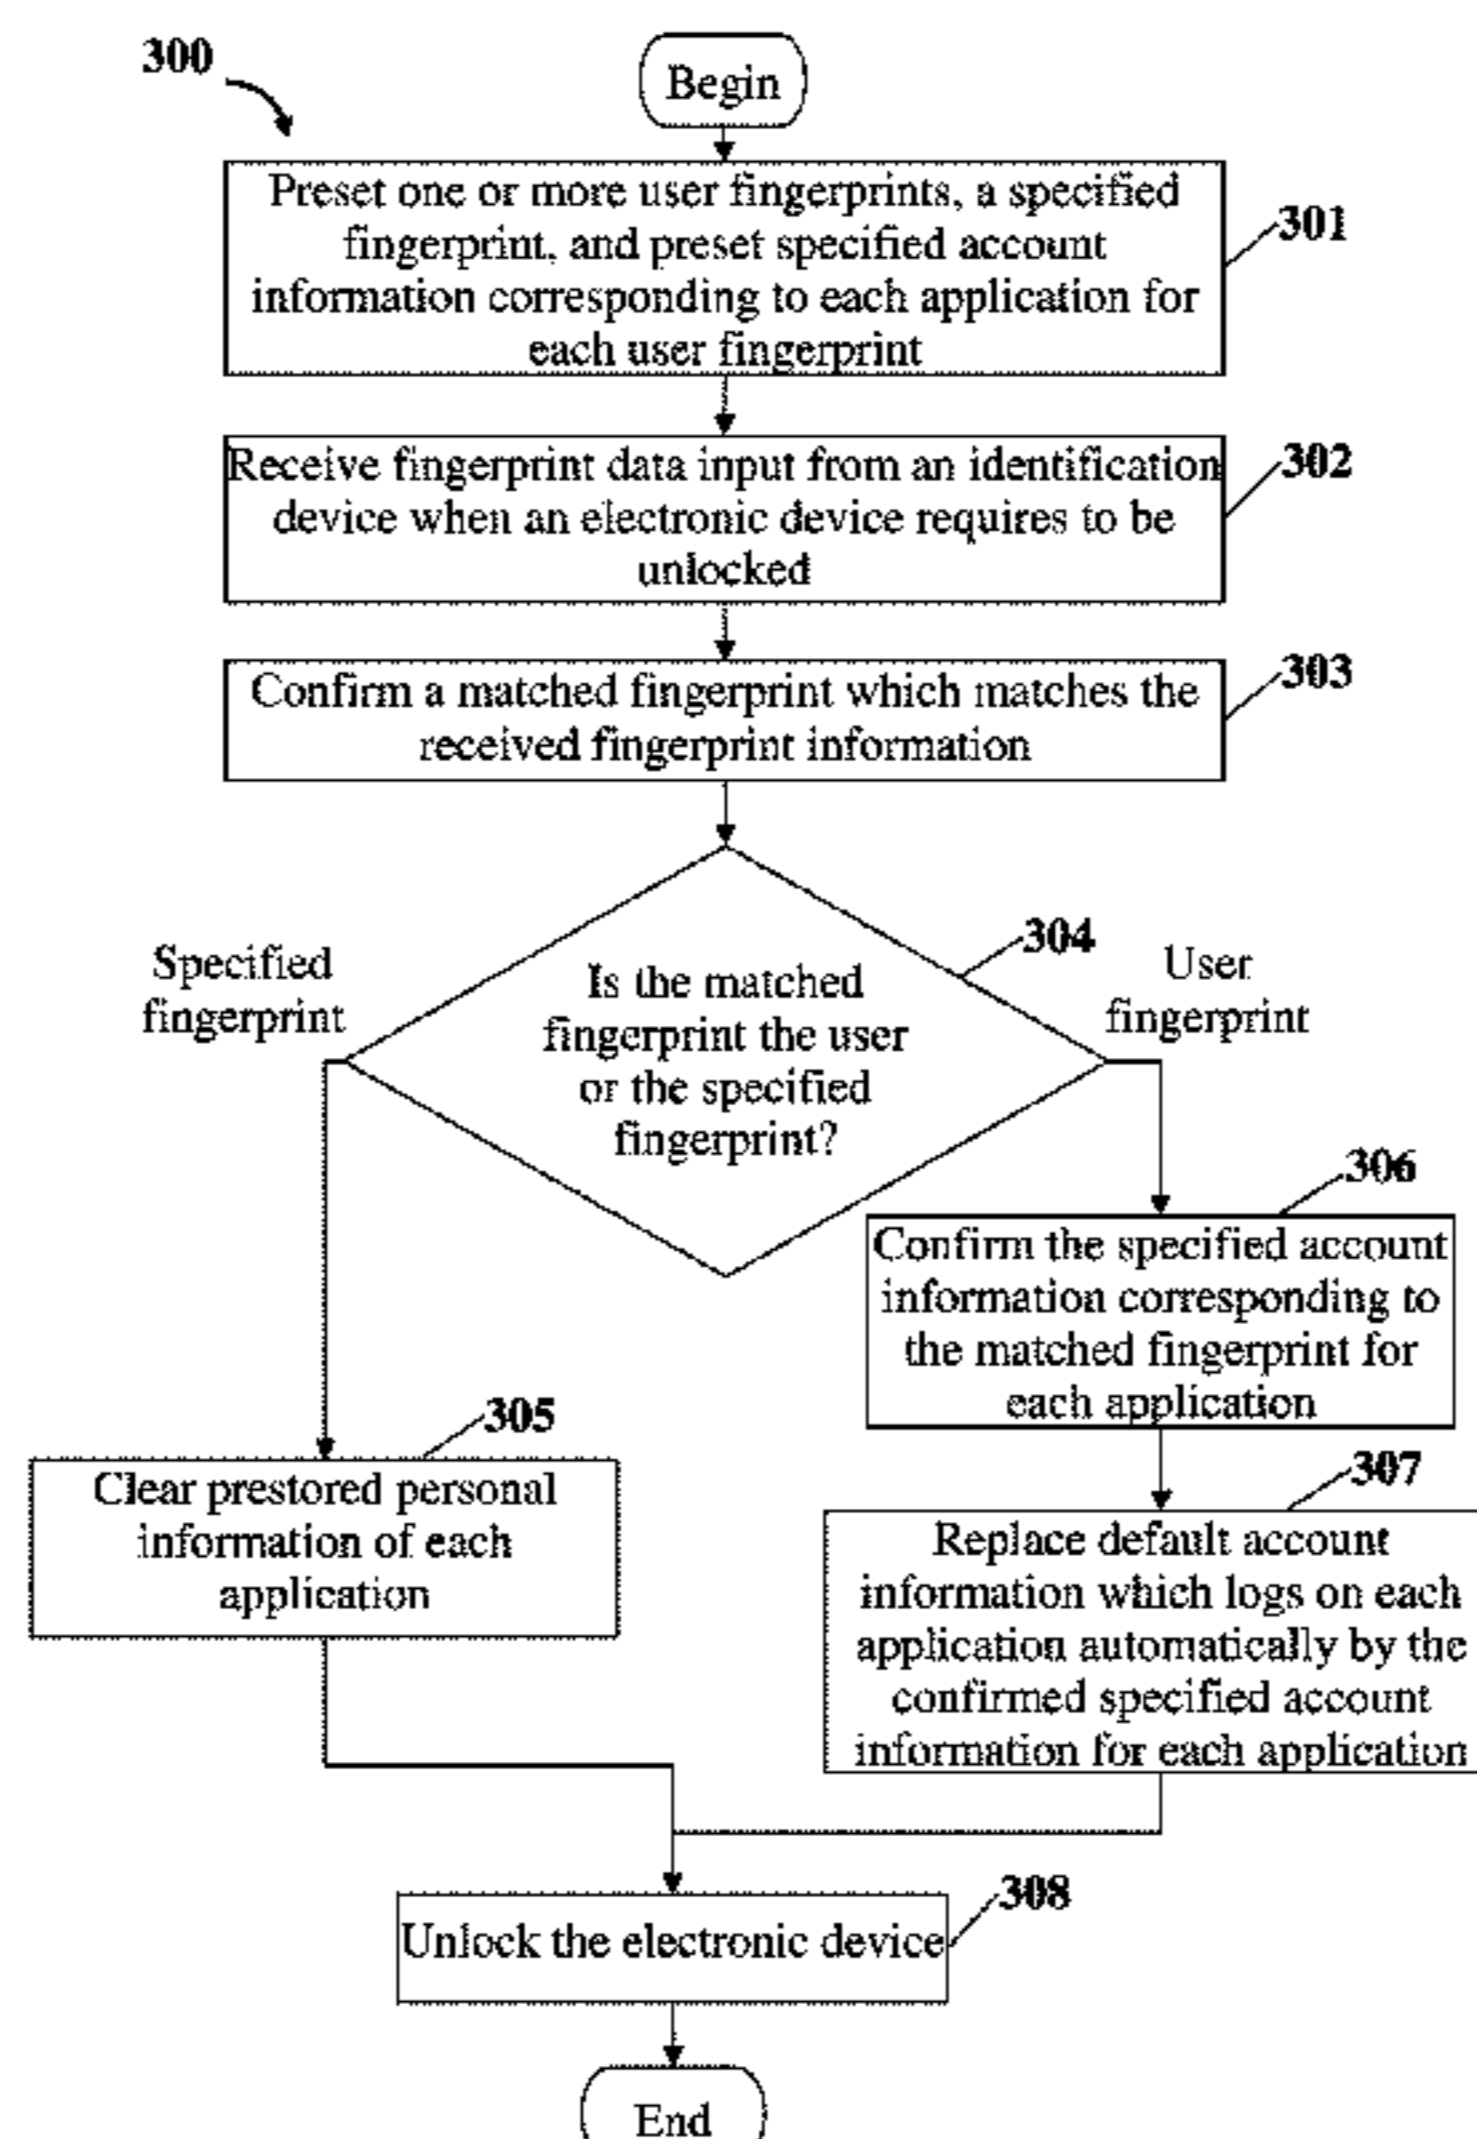 300
Begin
Preset one or more user fingerprints, a specified
fingerprint, and preset specified account
information corresponding to each application for
each user fingerprint
301
Receive fingerprint data input from an identification
device when an electronic device requires to be
unlocked
302
Confirm a matched fingerprint which matches the
received fingerprint information
303
Is the matched
fingerprint the user
or the specified
fingerprint?
304
Specified
fingerprint
User
fingerprint
306
Confirm the specified account
information corresponding to
the matched fingerprint for
each application
305
Clear prestored personal
information of each
application
307
Replace default account
information which logs on each
application automatically by the
confirmed specified account
information for each application
Unlock the electronic device
308
End